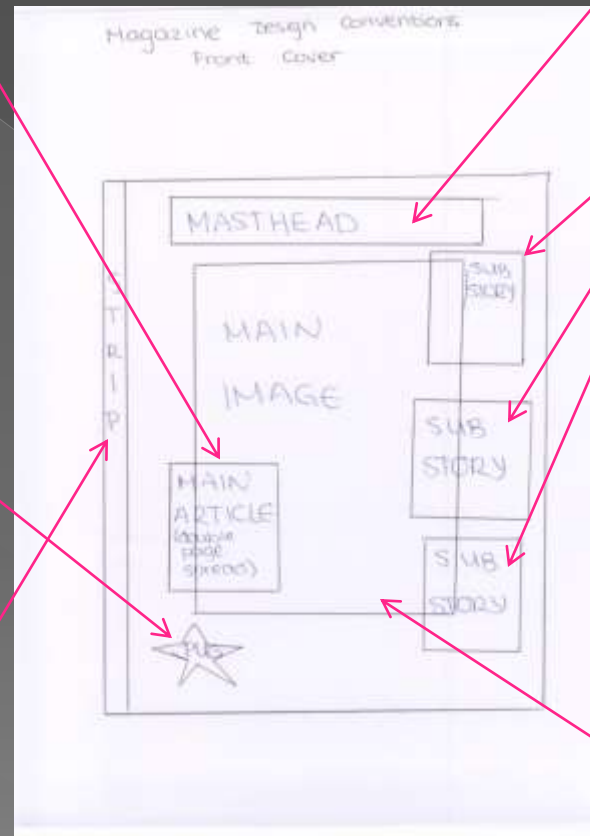 Magazine Design Conventions
Front Cover
MASTHEAD
STRIP
MAIN
IMAGE
SUB
STORY
SUB
STORY
MAIN
ARTICLE
(double
page
spread)
SUB
STORY
PUG